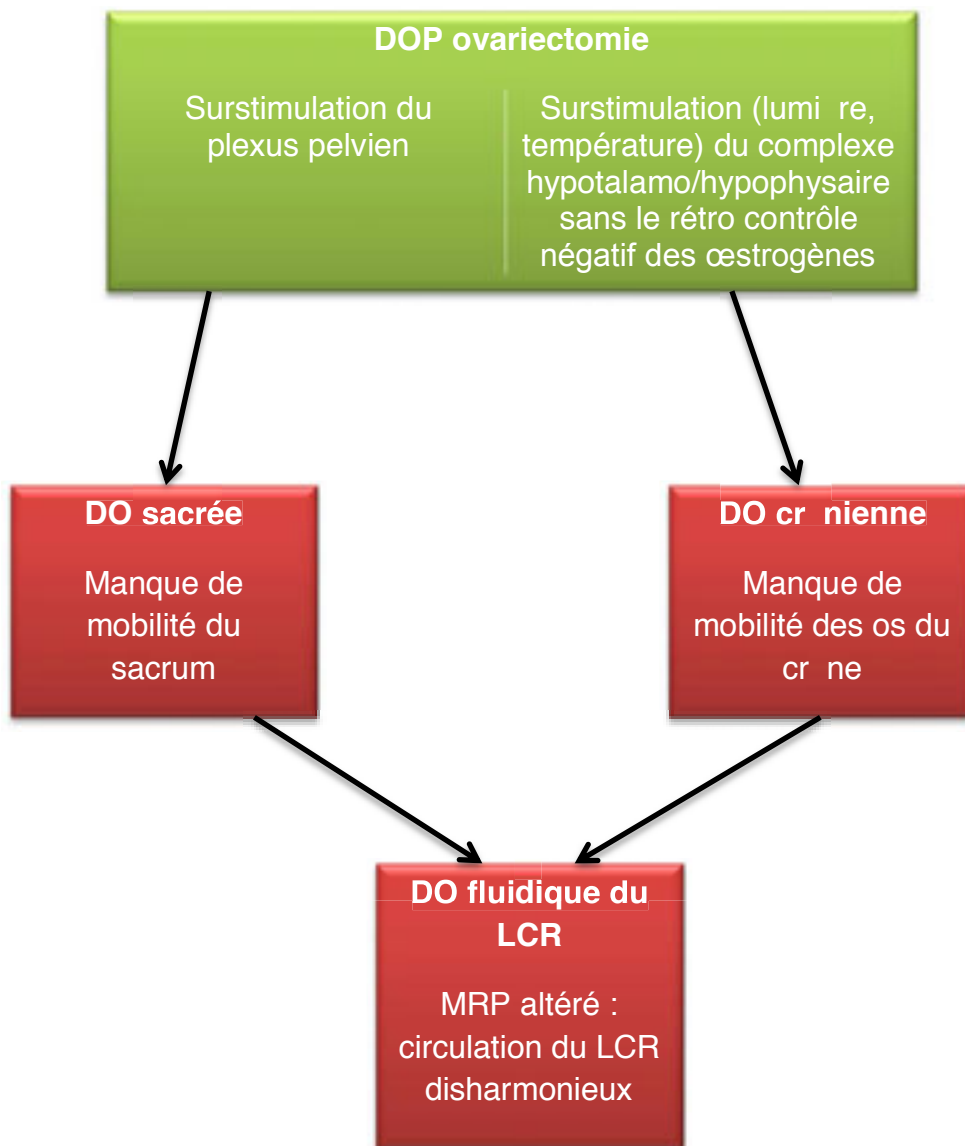 DOP ovariectomie
Surstimulation du
plexus pelvien
Surstimulation (lumi re,
température) du complexe
hypotalamo/hypophysaire
sans le rétro contrôle
négatif des œstrogènes
DO sacrée
Manque de
mobilité du
sacrum
DO cr nienne
Manque de
mobilité des os du
cr ne
DO fluidique du
LCR
MRP altéré :
circulation du LCR
disharmonieux